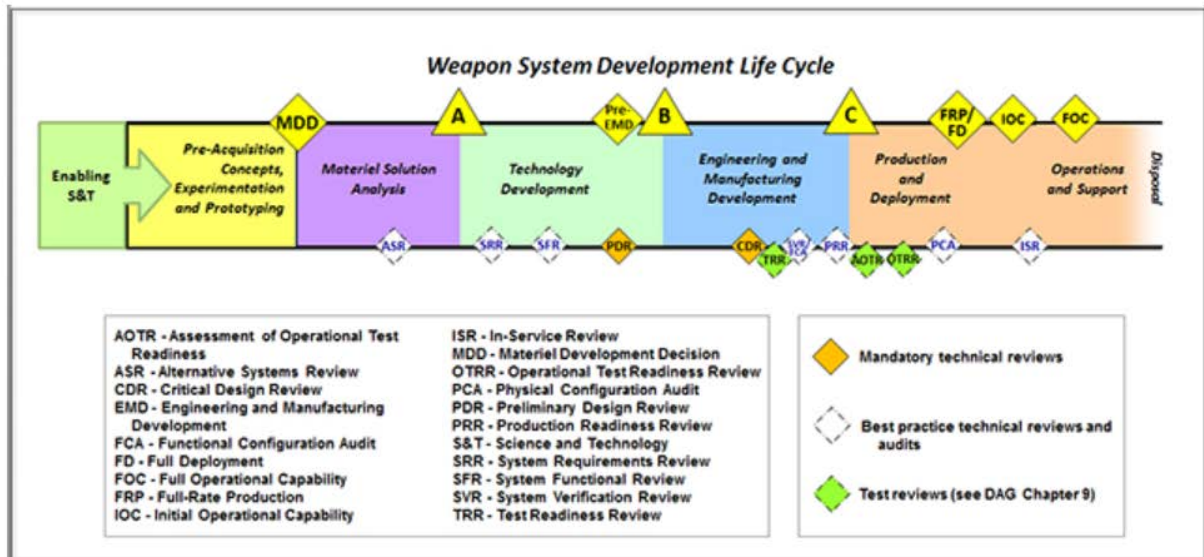 Weapon System Development Life Cycle
MDD
A
Pre-
EMD
B
C
FRP/
FD
IOC
FOC
Enabling
S&T
Pre-Acquisition
Concepts,
Experimentation
and Prototyping
Materiel Solution
Analysis
Technology
Development
Engineering and
Manufacturing
Development
Production
and
Deployment
Operations
and Support
Disposal
ASR
SRR
SFR
PDR
CDR
TRR
SVR/
FCA
PRR
AOTR
OTRR
PCA
ISR
AOTR - Assessment of Operational Test
Readiness
ASR - Alternative Systems Review
CDR - Critical Design Review
EMD - Engineering and Manufacturing
Development
FCA - Functional Configuration Audit
FD - Full Deployment
FOC - Full Operational Capability
FRP - Full-Rate Production
IOC - Initial Operational Capability
ISR - In-Service Review
MDD - Materiel Development Decision
OTRR - Operational Test Readiness Review
PCA - Physical Configuration Audit
PDR - Preliminary Design Review
PRR - Production Readiness Review
S&T - Science and Technology
SRR - System Requirements Review
SFR - System Functional Review
SVR - System Verification Review
TRR - Test Readiness Review
Mandatory technical reviews
Best practice technical reviews and
audits
Test reviews (see DAG Chapter 9)